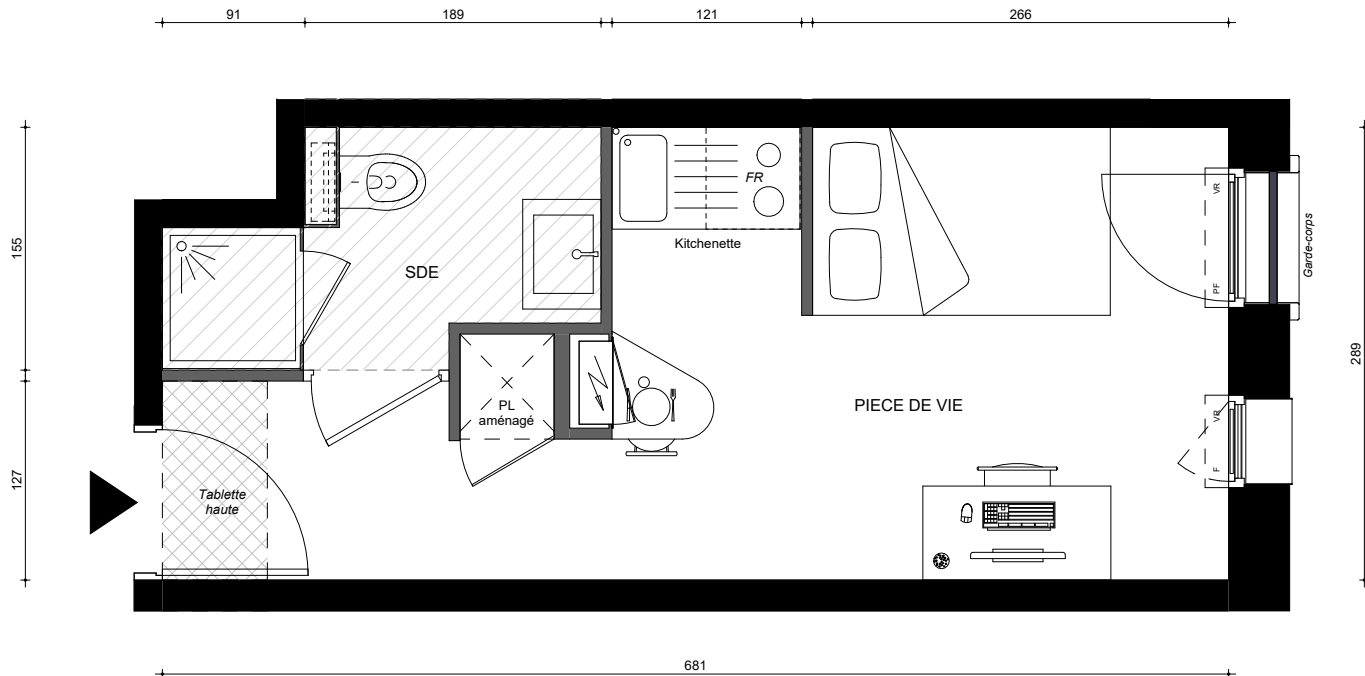 91
189
121
266
155
127
289
681
SDE
FR
Kitchenette
VR
PF
Garde-corps
PL
aménagé
PIECE DE VIE
VR
F
Tablette
haute